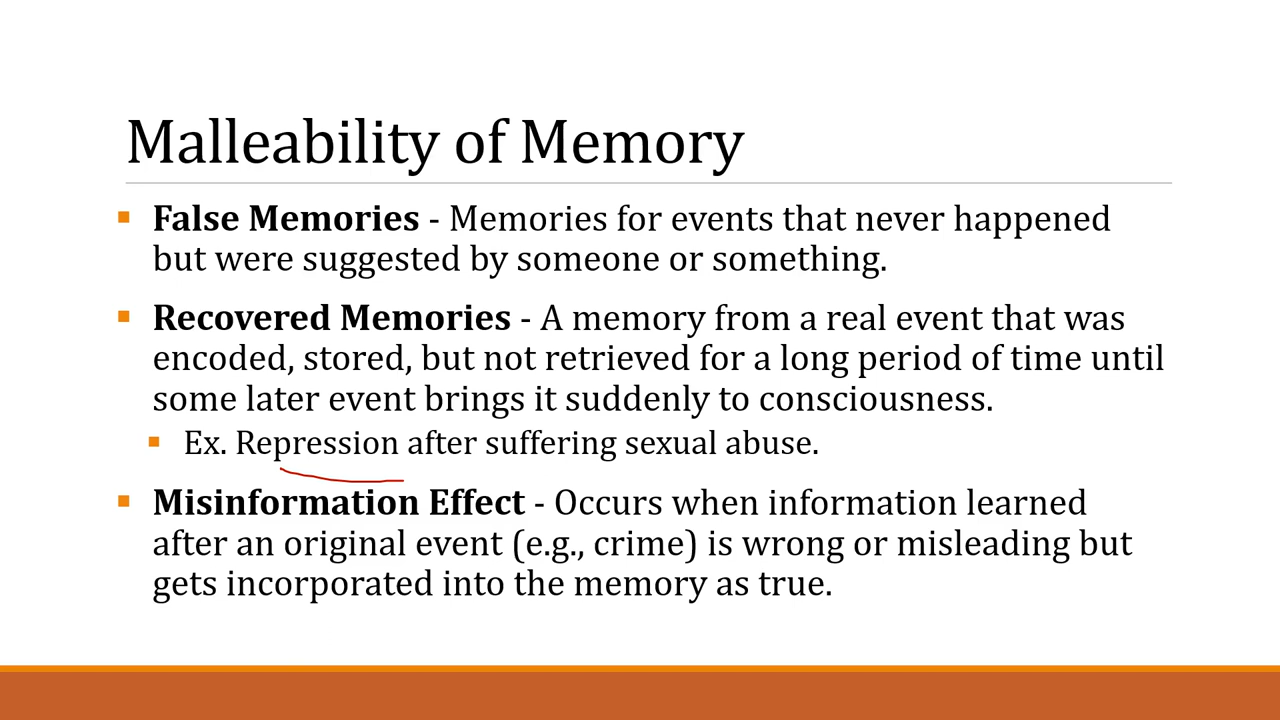 Malleability of Memory
▪ False Memories - Memories for events that never happened
but were suggested by someone or something.
▪ Recovered Memories - A memory from a real event that was
encoded, stored, but not retrieved for a long period of time until
some later event brings it suddenly to consciousness.
▪ Ex. Repression after suffering sexual abuse.
▪ Misinformation Effect - Occurs when information learned
after an original event (e.g., crime) is wrong or misleading but
gets incorporated into the memory as true.